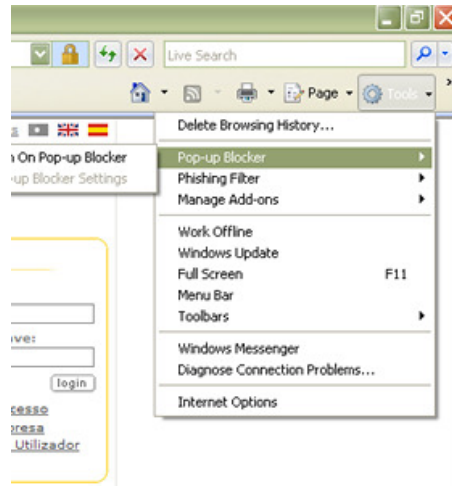 Live Search
Page
Tools
Delete Browsing History...
On Pop-up Blocker
Pop-up Blocker
up Blocker Settings
Phishing Filter
Manage Add-ons
Work Offline
Windows Update
Full Screen F11
Menu Bar
Toolbars
ve:
Windows Messenger
login
Diagnose Connection Problems...
cesso
Internet Options
resa
Utilizador